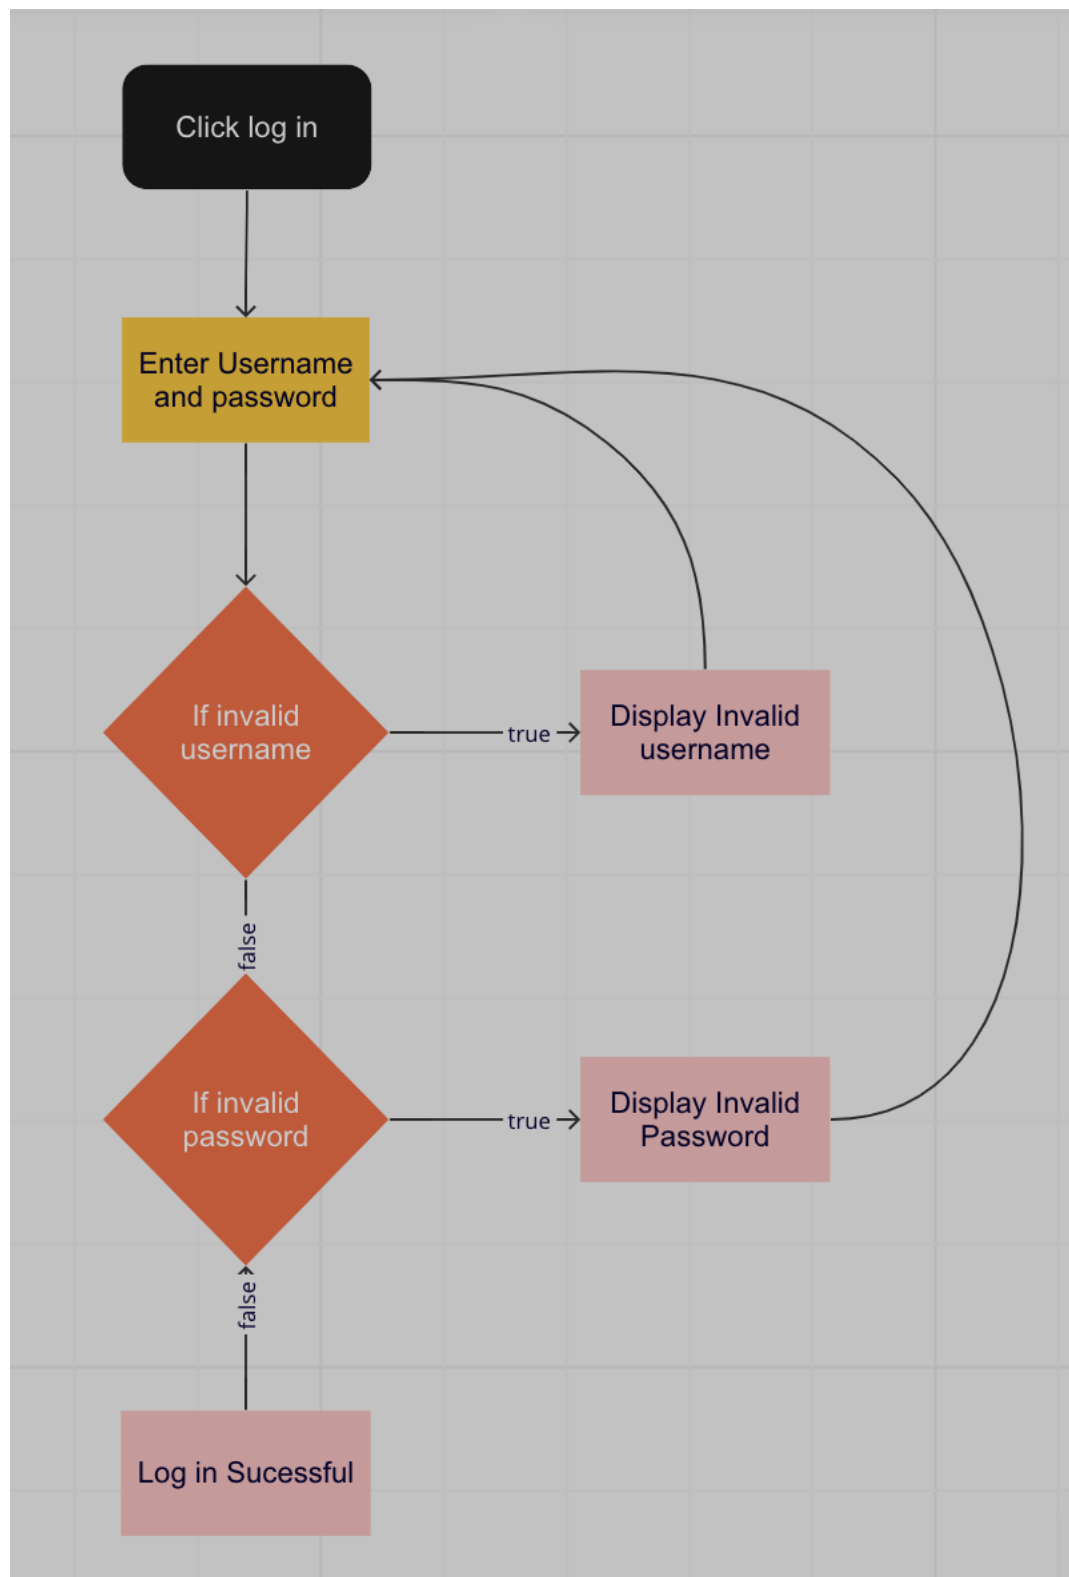 Click log in
Enter Username
and password
If invalid
username
true
Display Invalid
username
false
If invalid
password
true
Display Invalid
Password
false
Log in Sucessful